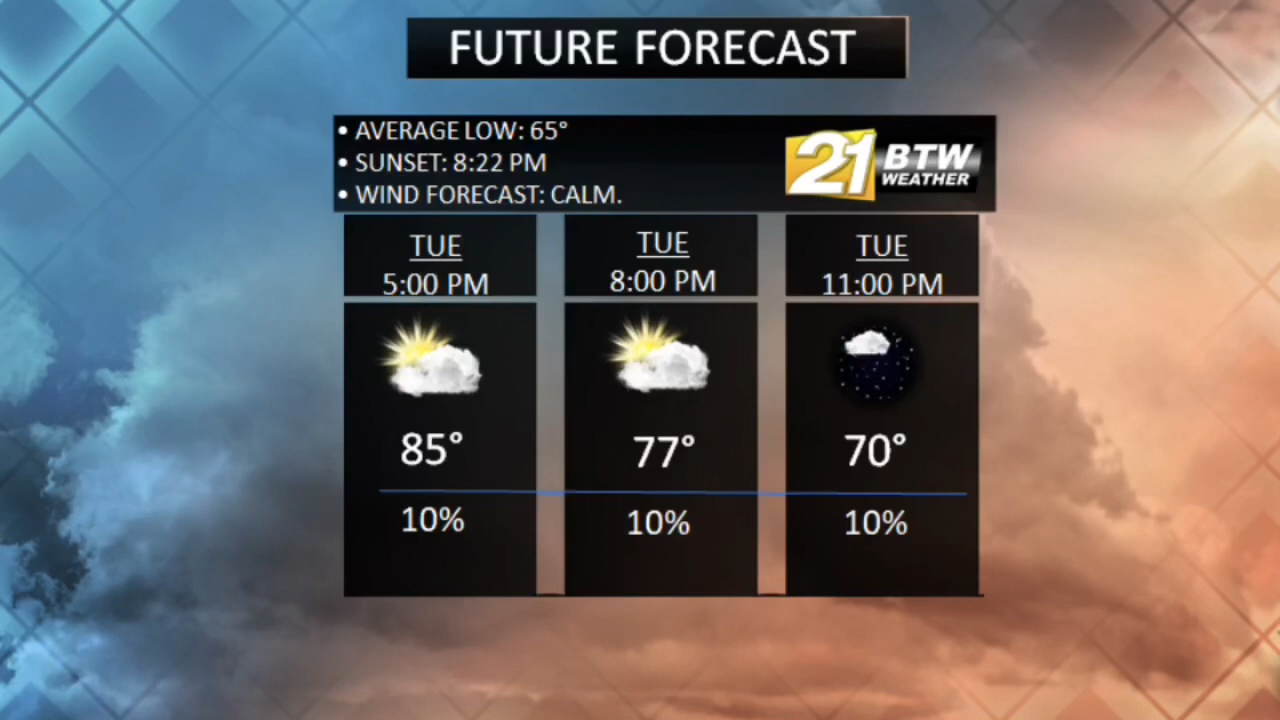 FUTURE FORECAST
• AVERAGE LOW: 65°
• SUNSET: 8:22 PM
• WIND FORECAST: CALM.
21 BTW
WEATHER
TUE
5:00 PM
85°
10%
TUE
8:00 PM
77°
10%
TUE
11:00 PM
70°
10%